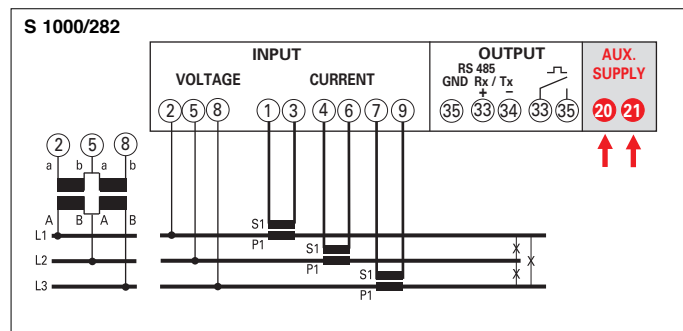 S 1000/282
INPUT
OUTPUT
AUX.
SUPPLY
VOLTAGE
CURRENT
RS 485
GND Rx / Tx
+ –
2 5 8 1 3 4 6 7 9 35 33 34 33 35 20 21
2 5 8
a b a b
A B A B
L1
L2
L3
S1
P1
S1
P1
S1
P1
X
X X